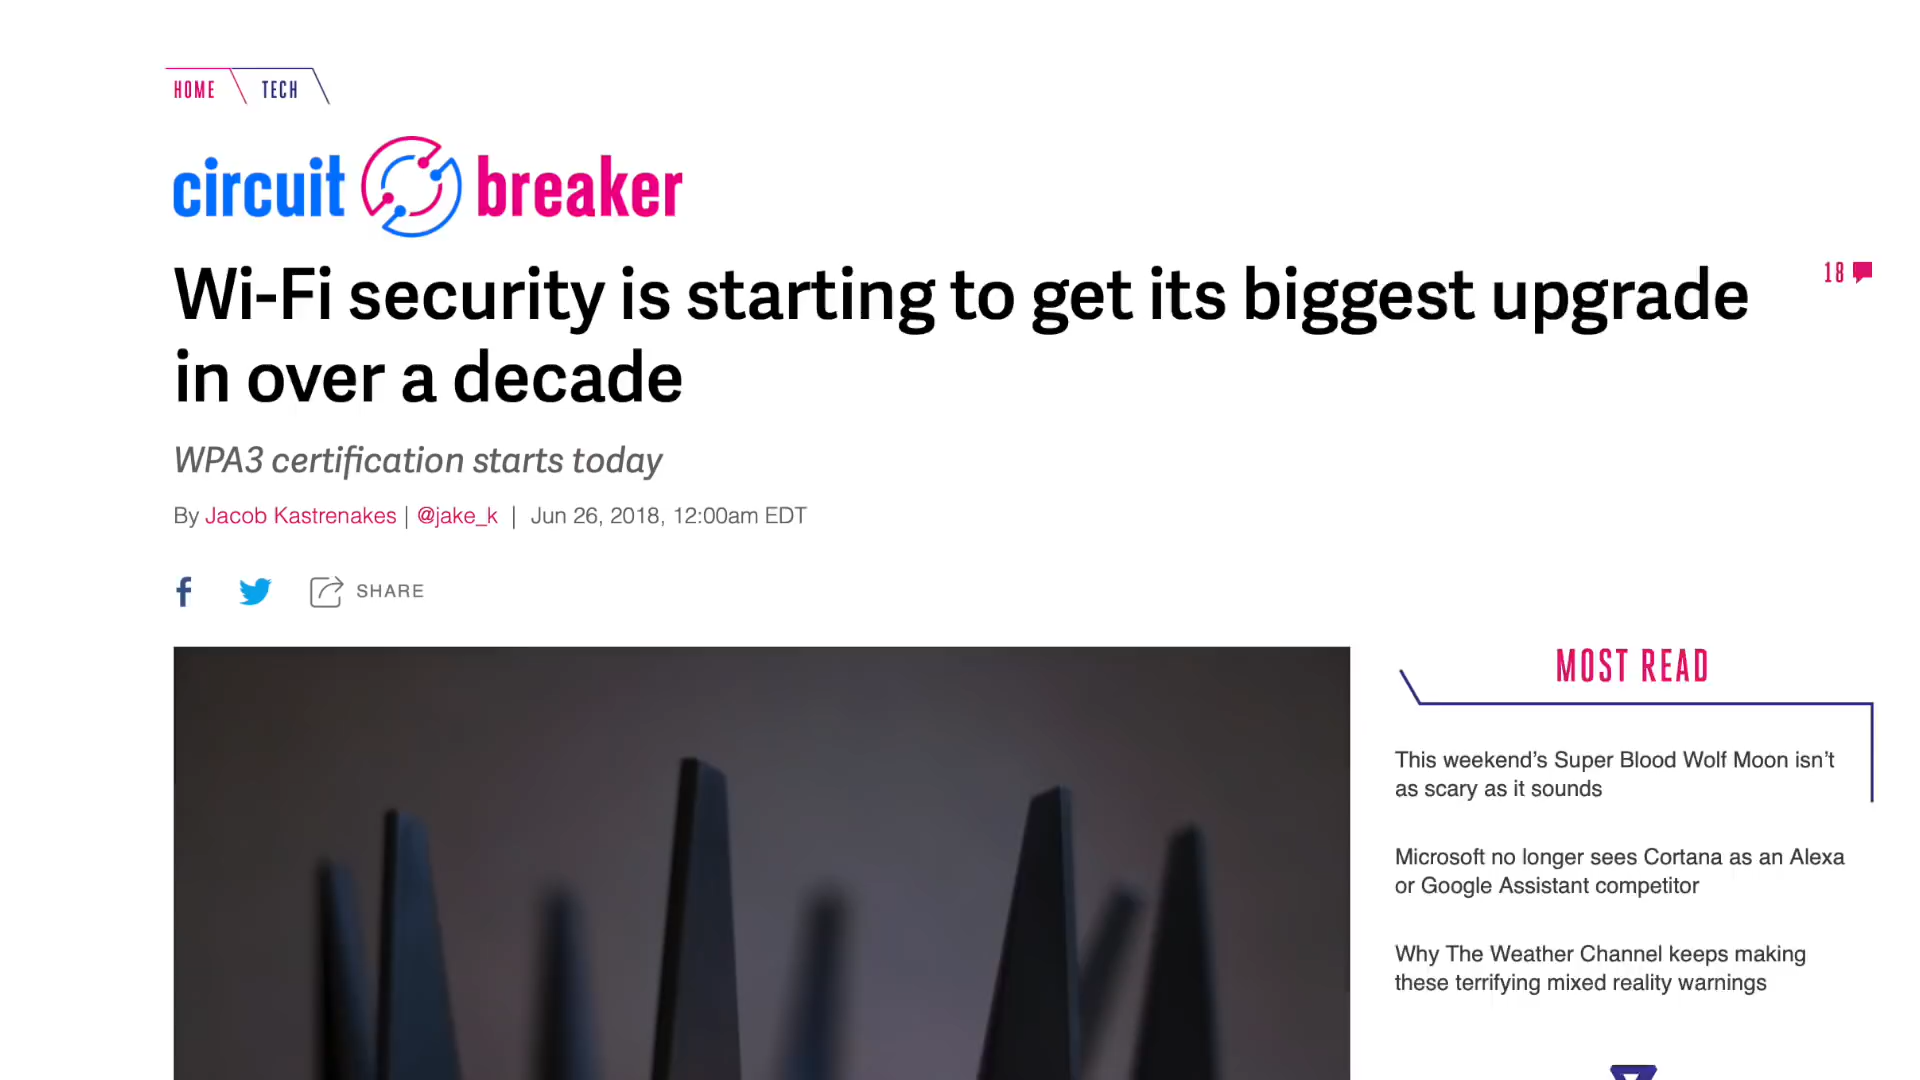 HOME
TECH
circuit breaker
Wi-Fi security is starting to get its biggest upgrade
in over a decade
18
WPA3 certification starts today
By Jacob Kastrenakes | @jake_k | Jun 26, 2018, 12:00am EDT
SHARE
MOST READ
This weekend's Super Blood Wolf Moon isn't
as scary as it sounds
Microsoft no longer sees Cortana as an Alexa
or Google Assistant competitor
Why The Weather Channel keeps making
these terrifying mixed reality warnings